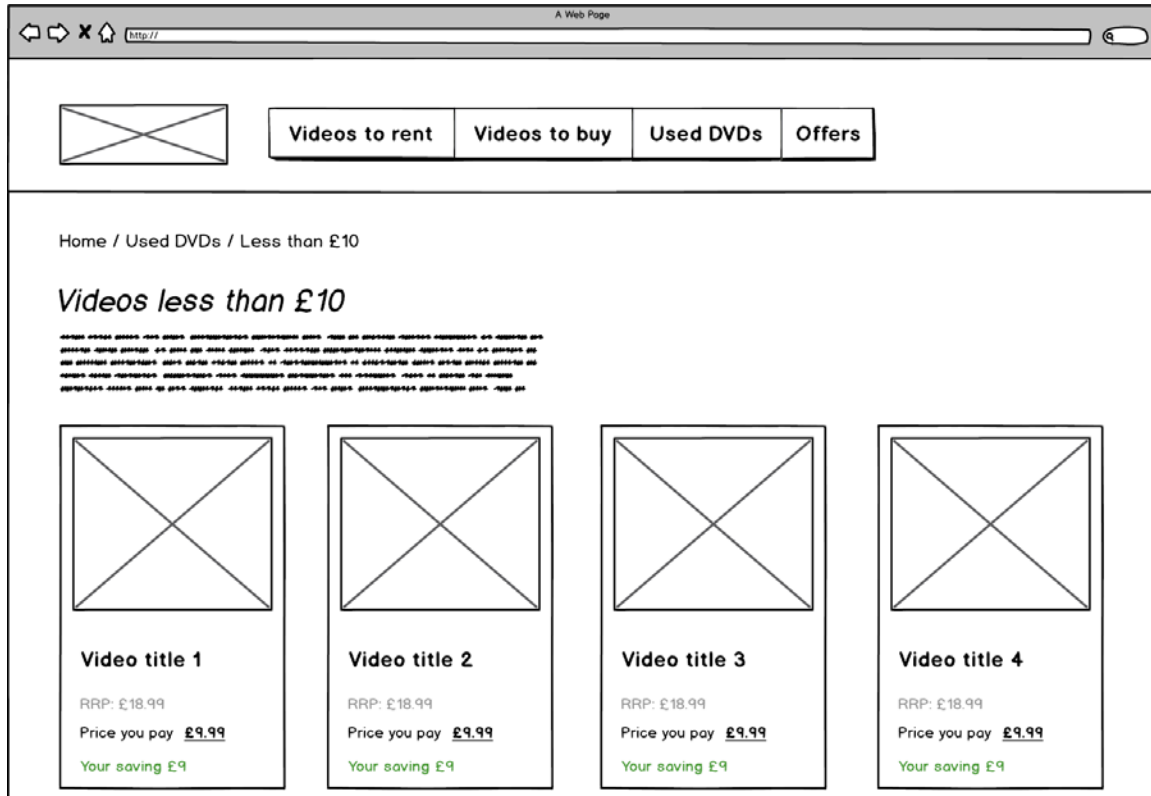 A Web Page
http://
Videos to rent Videos to buy Used DVDs Offers
Home / Used DVDs / Less than £10
Videos less than £10
Video title 1 Video title 2 Video title 3 Video title 4
RRP: £18.99 RRP: £18.99 RRP: £18.99 RRP: £18.99
Price you pay £9.99 Price you pay £9.99 Price you pay £9.99 Price you pay £9.99
Your saving £9 Your saving £9 Your saving £9 Your saving £9